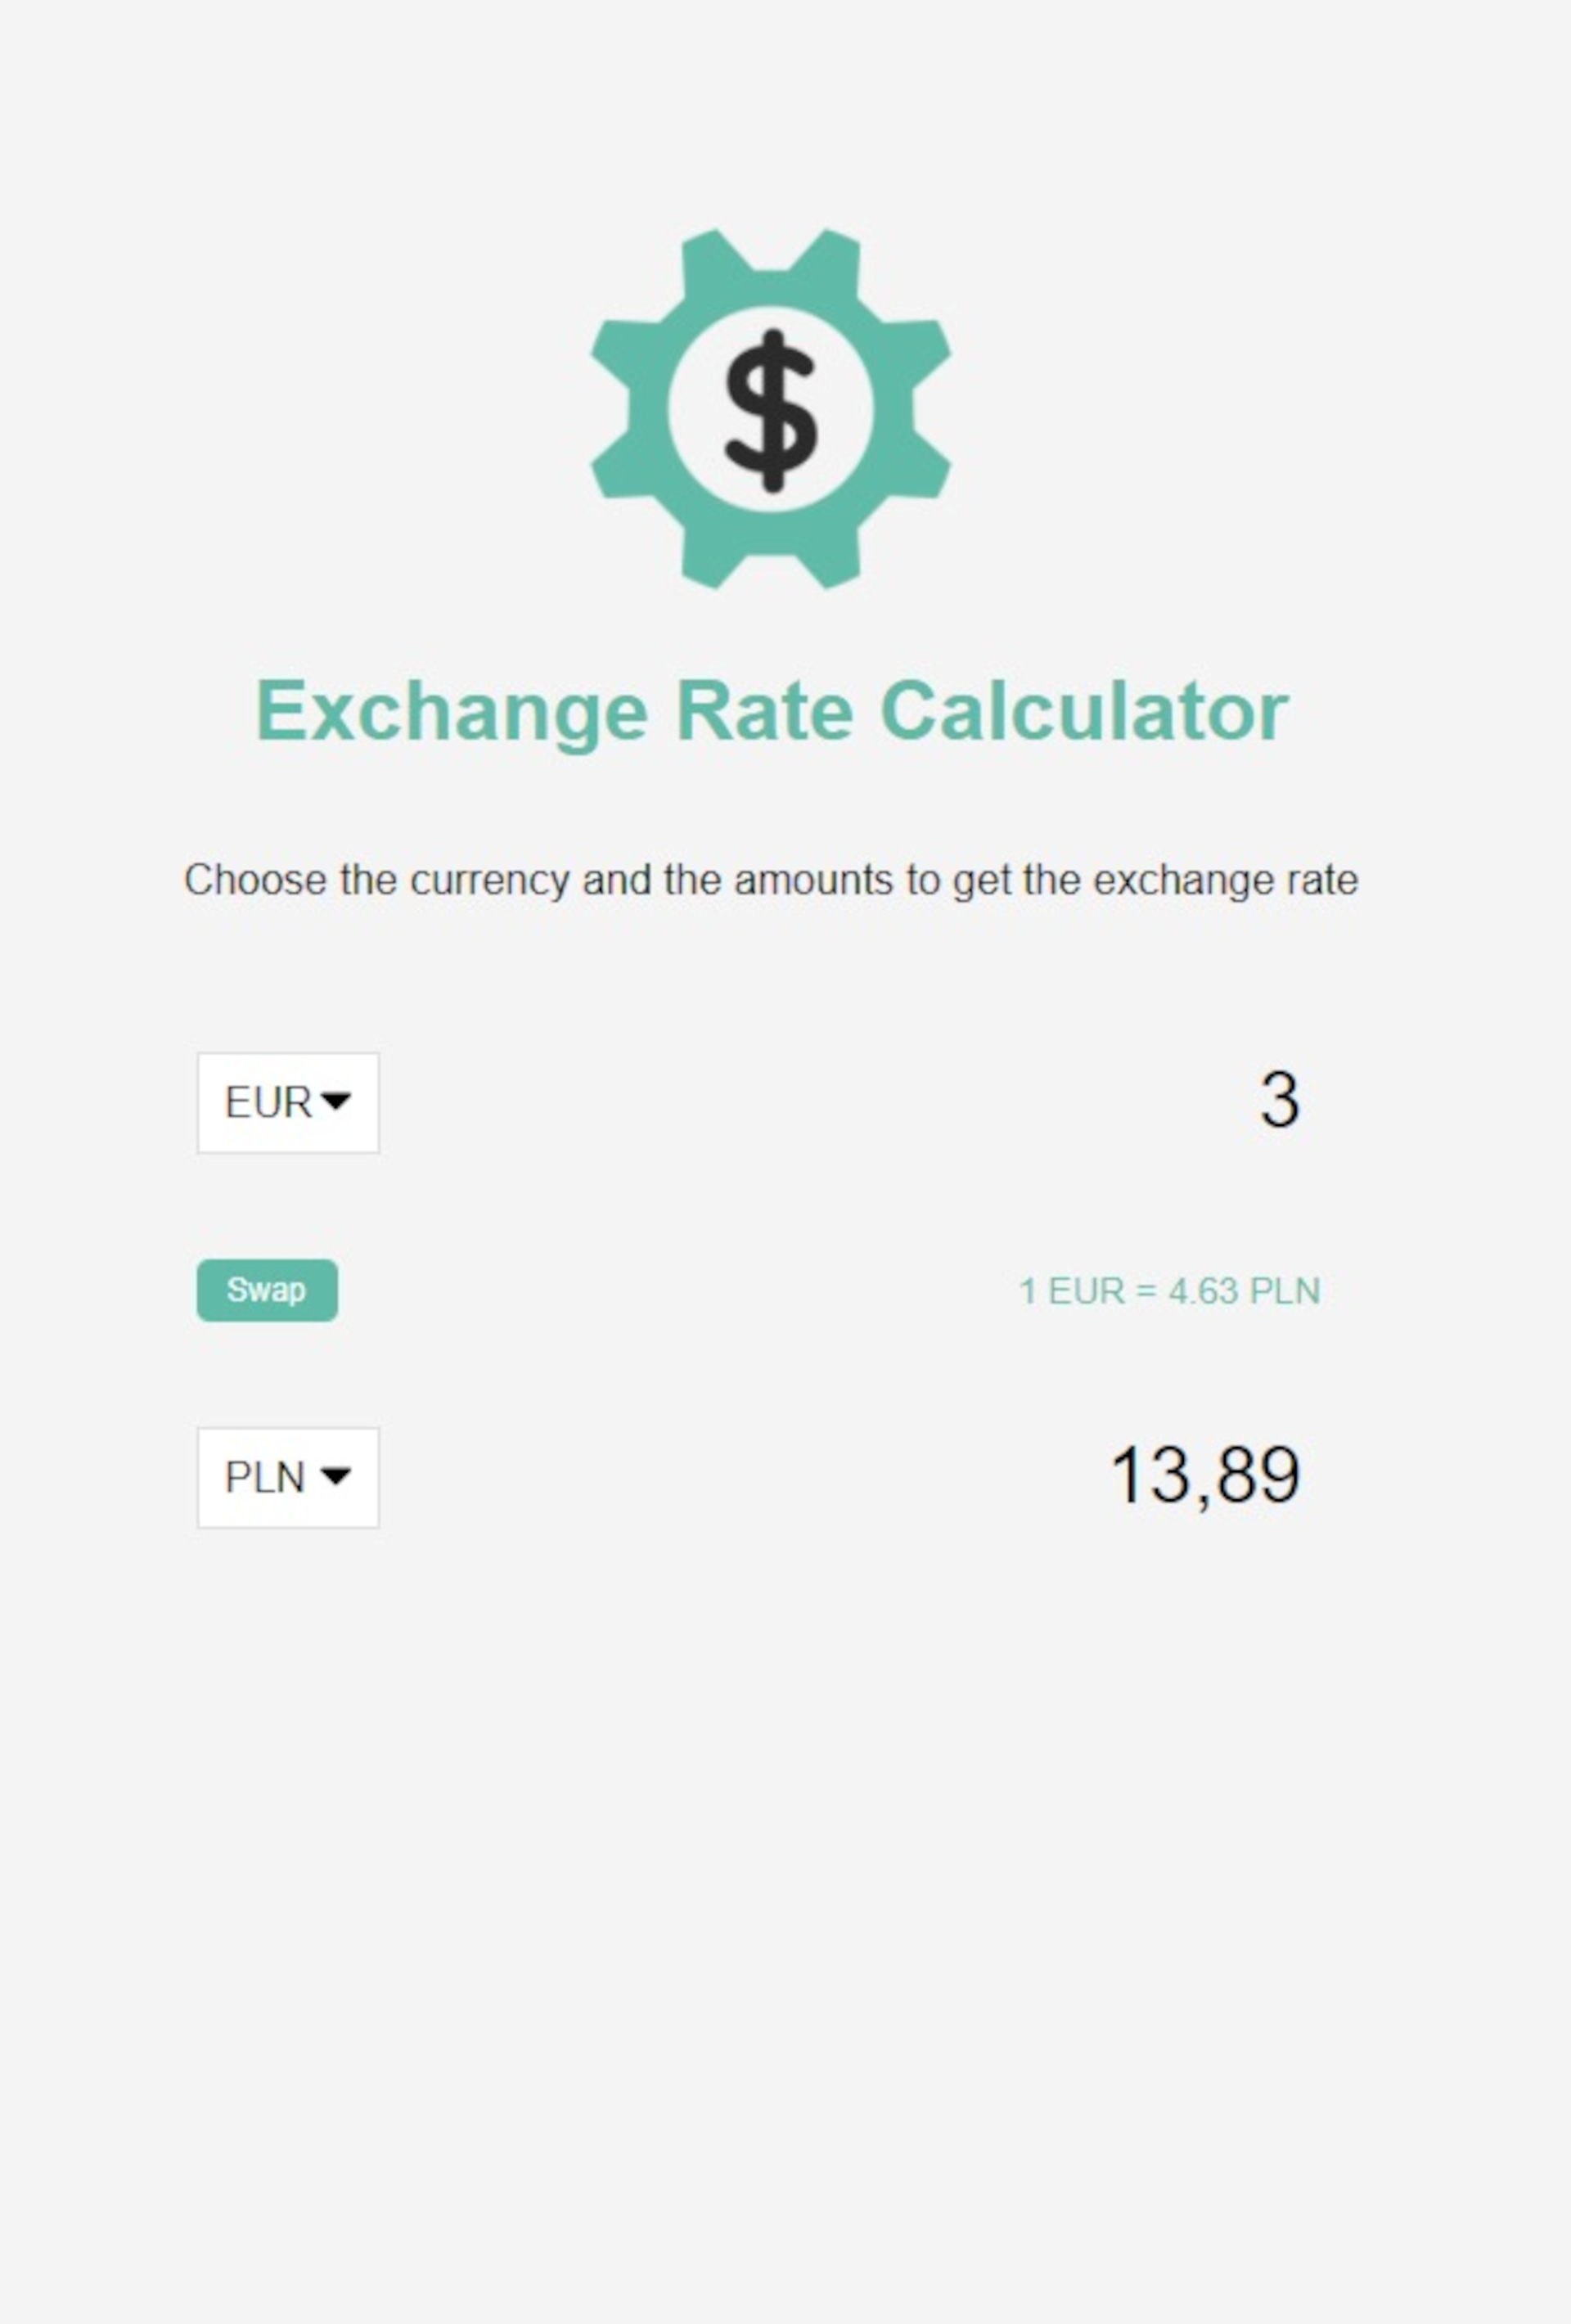 $
Exchange Rate Calculator
Choose the currency and the amounts to get the exchange rate
EUR 3
Swap 1 EUR = 4.63 PLN
PLN 13,89